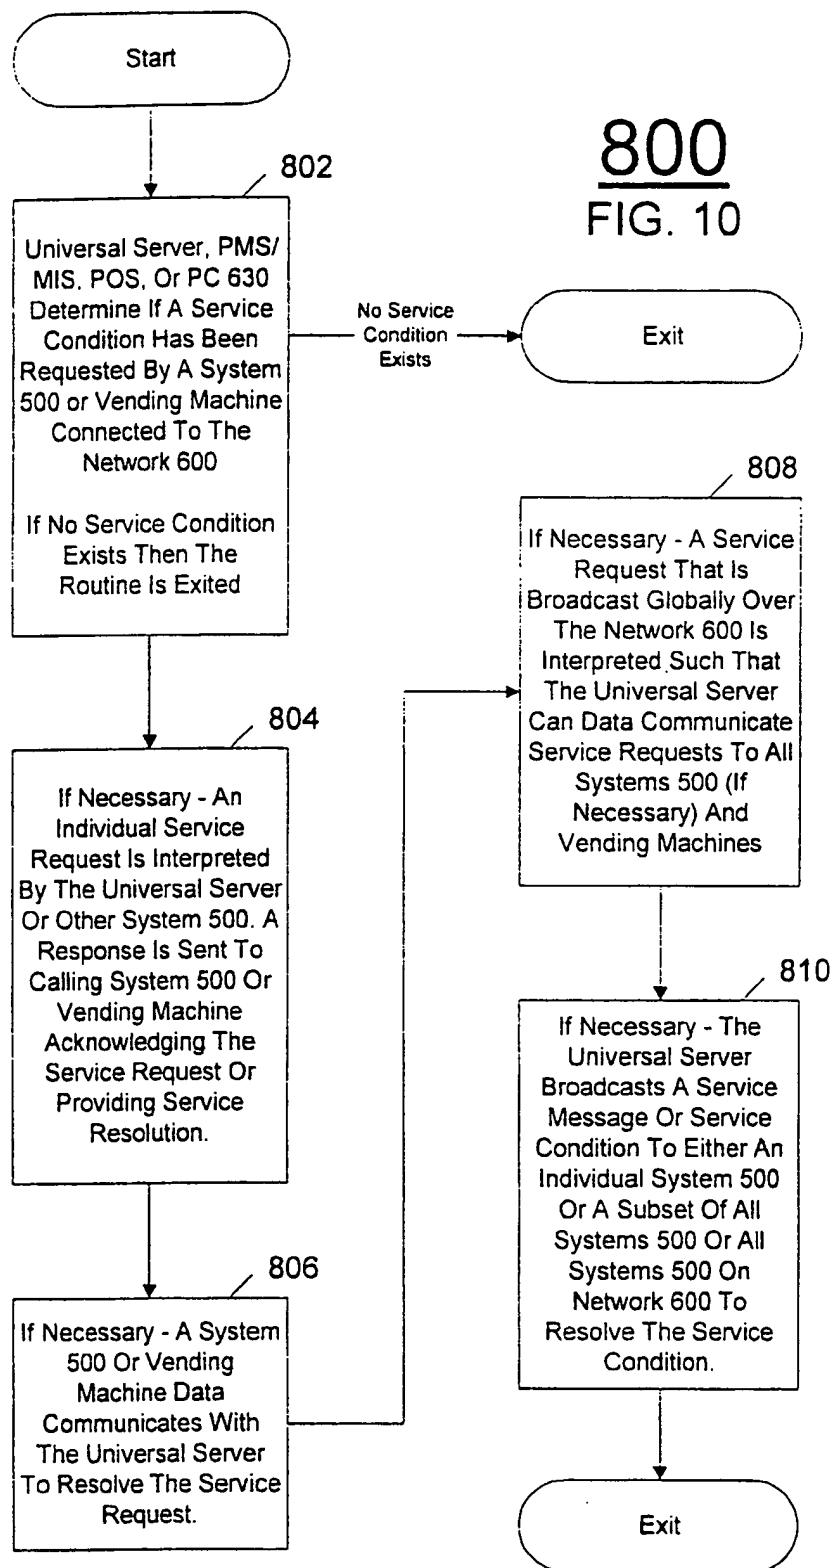 Start
800
FIG. 10
802
Universal Server, PMS/
MIS, POS, Or PC 630
Determine If A Service
Condition Has Been
Requested By A System
500 or Vending Machine
Connected To The
Network 600
If No Service Condition
Exists Then The
Routine Is Exited
No Service
Condition
Exists
Exit
804
If Necessary - An
Individual Service
Request Is Interpreted
By The Universal Server
Or Other System 500. A
Response Is Sent To
Calling System 500 Or
Vending Machine
Acknowledging The
Service Request Or
Providing Service
Resolution.
806
If Necessary - A System
500 Or Vending
Machine Data
Communicates With
The Universal Server
To Resolve The Service
Request.
808
If Necessary - A Service
Request That Is
Broadcast Globally Over
The Network 600 Is
Interpreted Such That
The Universal Server
Can Data Communicate
Service Requests To All
Systems 500 (If
Necessary) And
Vending Machines
810
If Necessary - The
Universal Server
Broadcasts A Service
Message Or Service
Condition To Either An
Individual System 500
Or A Subset Of All
Systems 500 Or All
Systems 500 On
Network 600 To
Resolve The Service
Condition.
Exit